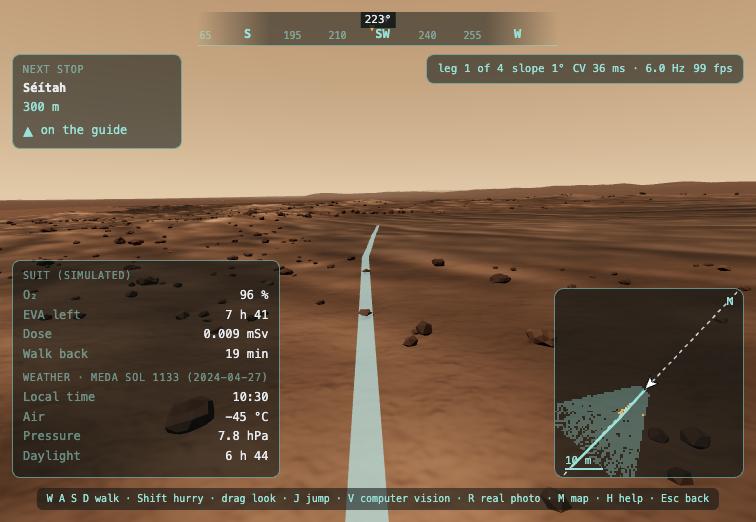 223°
65 S 195 210 SW 240 255 W
NEXT STOP
Séítah
300 m
▲ on the guide
leg 1 of 4 slope 1° CV 36 ms · 6.0 Hz 99 fps
SUIT (SIMULATED)
O₂ 96 %
EVA left 7 h 41
Dose 0.009 mSv
Walk back 19 min
WEATHER · MEDA SOL 1133 (2024-04-27)
Local time 10:30
Air −45 °C
Pressure 7.8 hPa
Daylight 6 h 44
N
10 m
W A S D walk · Shift hurry · drag look · J jump · V computer vision · R real photo · M map · H help · Esc back